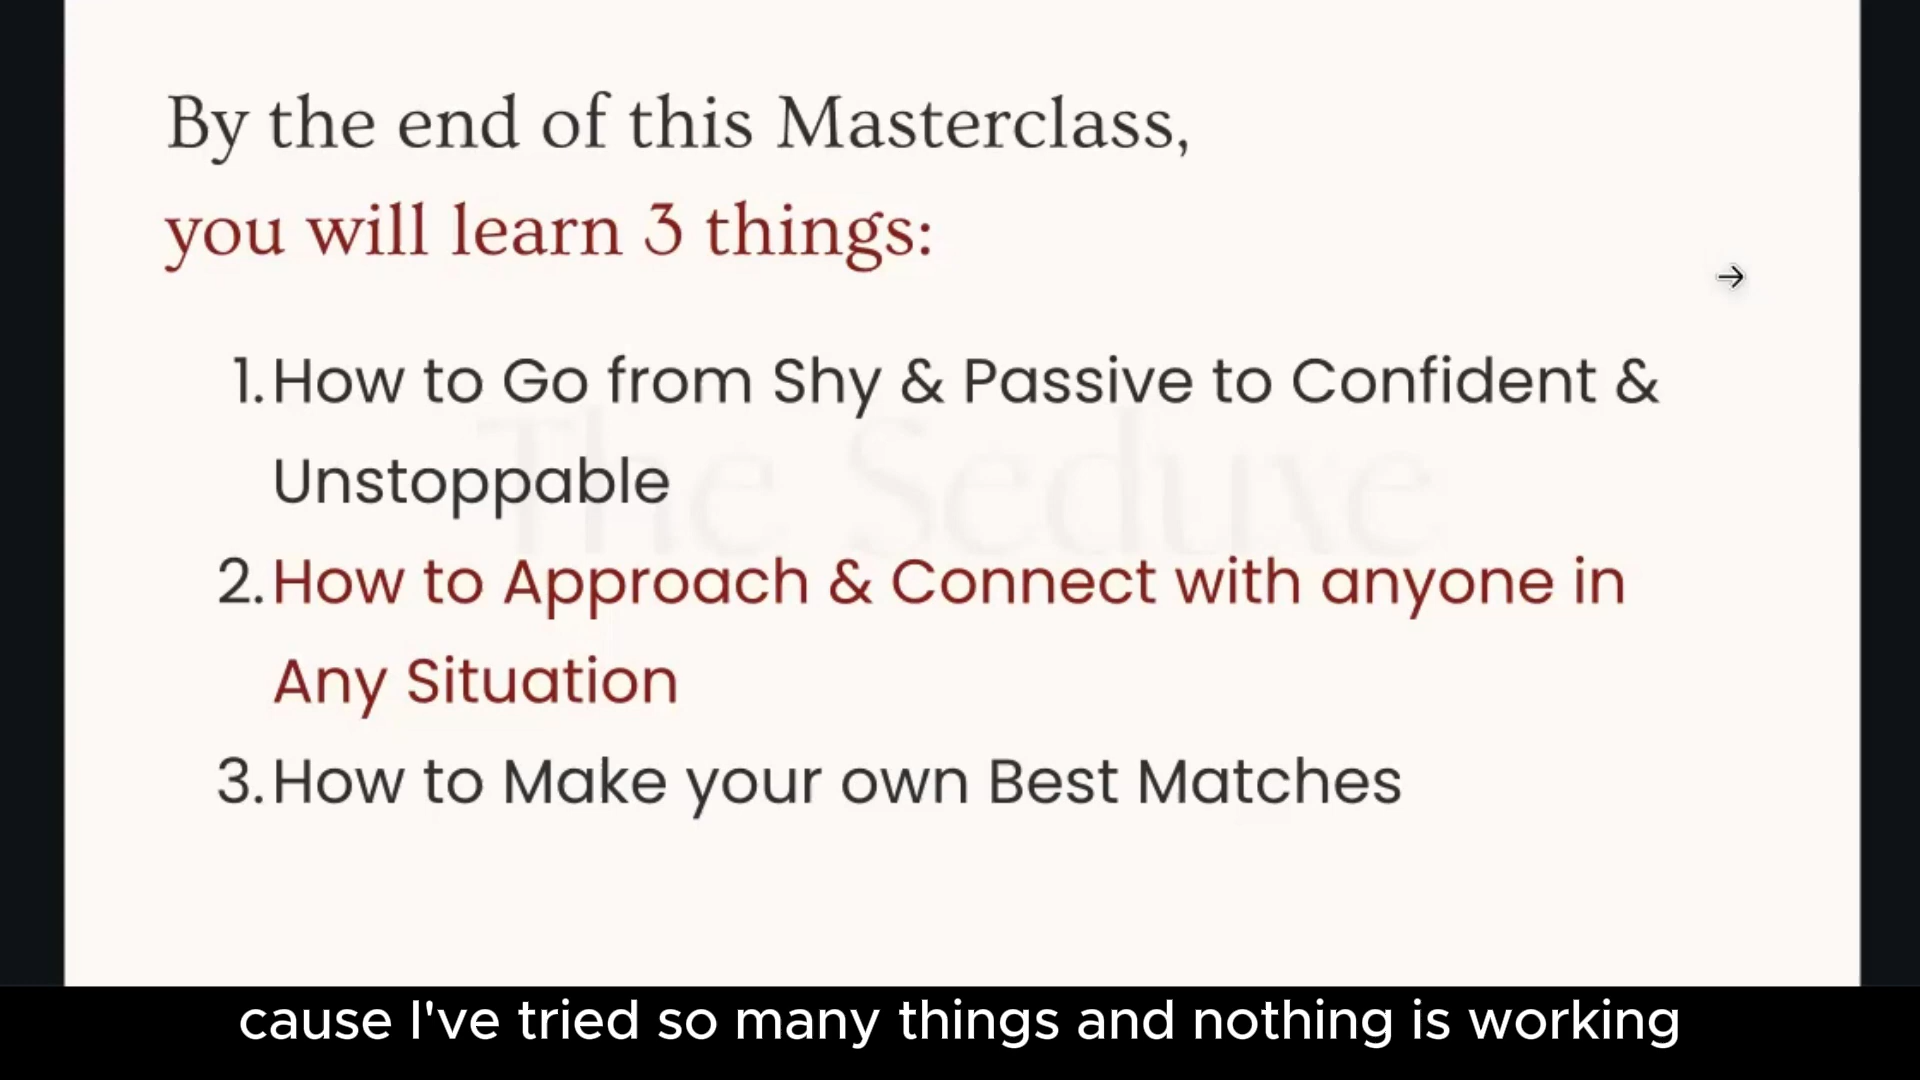 By the end of this Masterclass,
you will learn 3 things:
1. How to Go from Shy & Passive to Confident &
Unstoppable
The Seduxe
2. How to Approach & Connect with anyone in
Any Situation
3. How to Make your own Best Matches
cause I've tried so many things and nothing is working